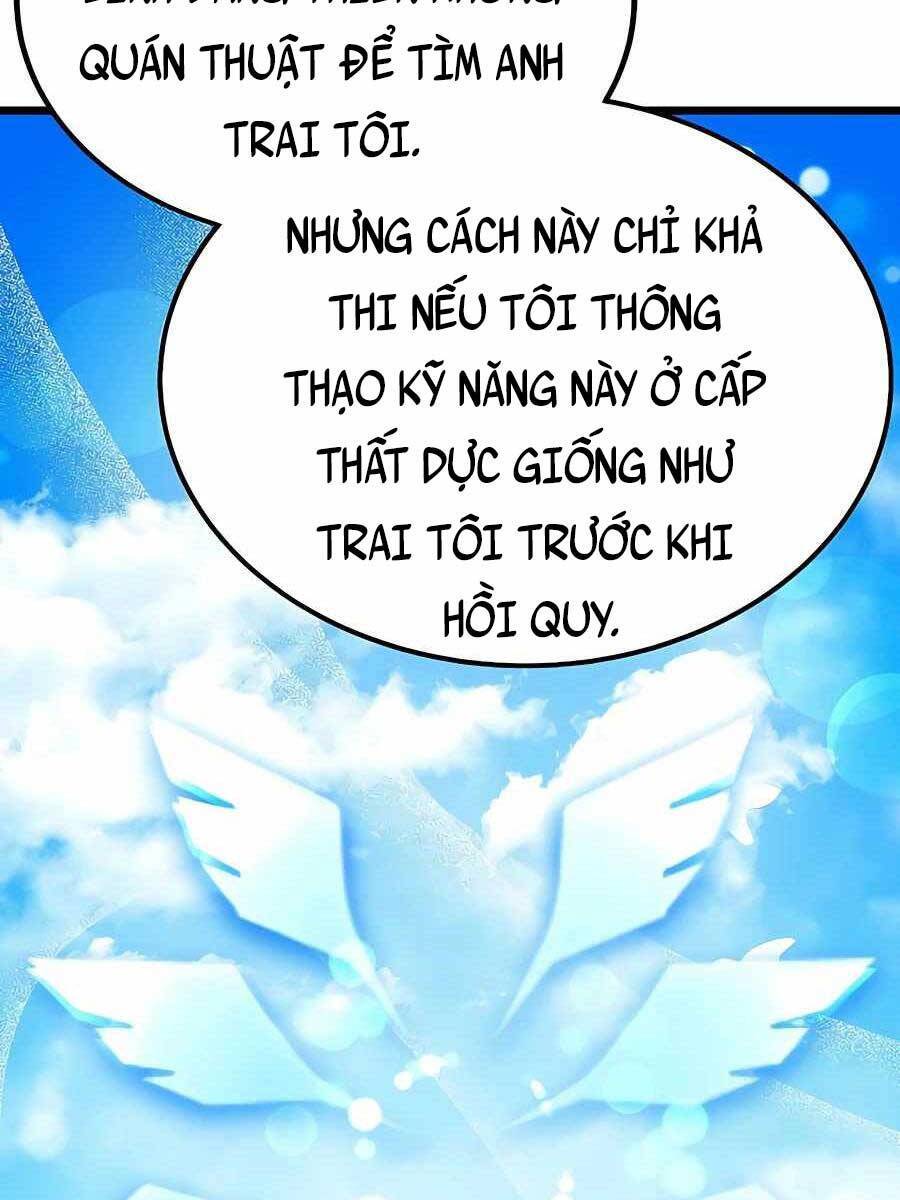 QUÁN THUẬT ĐỂ TÌM ANH
TRAI TÔI.
NHƯNG CÁCH NÀY CHỈ KHẢ
THI NẾU TÔI THÔNG
THẠO KỸ NĂNG NÀY Ở CẤP
THẤT DỰC GIỐNG NHƯ
TRAI TÔI TRƯỚC KHI
HỒI QUY.